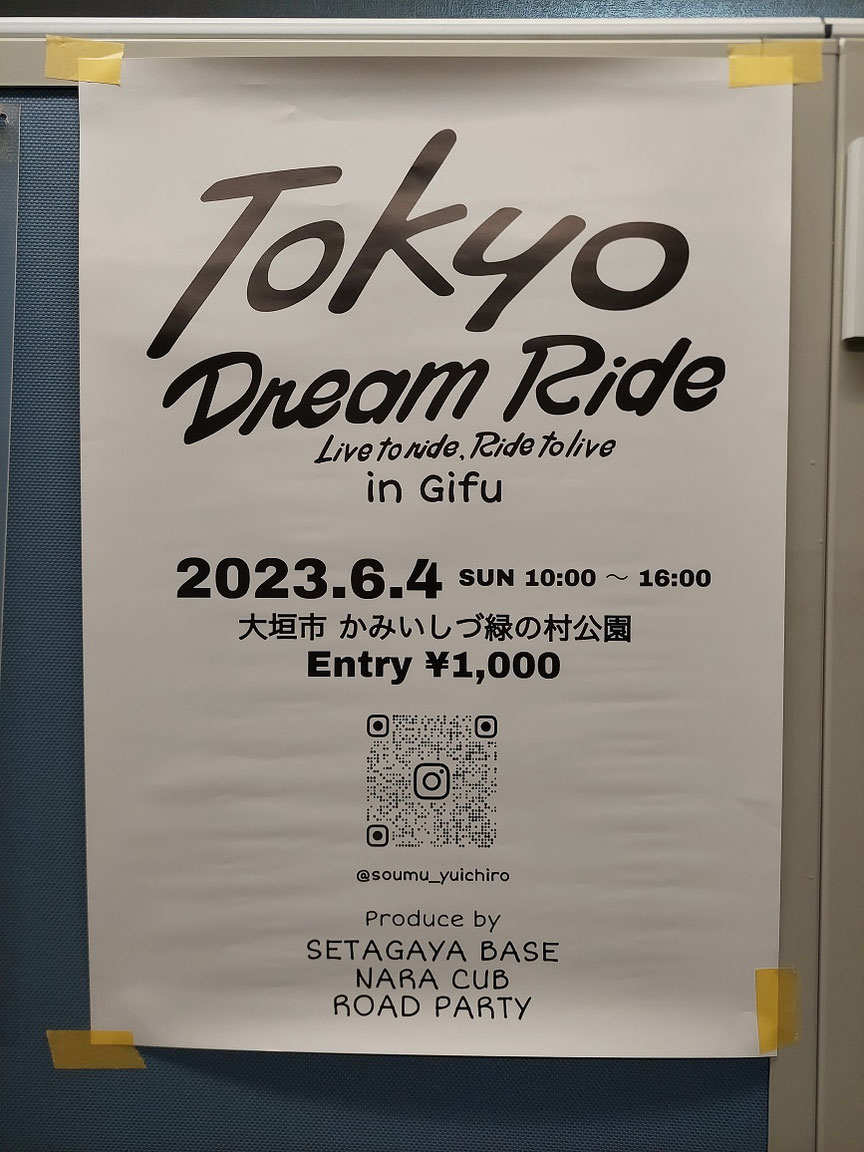 Tokyo
Dream Ride
Live to ride, Ride to live
in Gifu
2023.6.4 SUN 10:00 ～ 16:00
大垣市 かみいしづ緑の村公園
Entry ¥1,000
@soumu_yuichiro
Produce by
SETAGAYA BASE
NARA CUB
ROAD PARTY